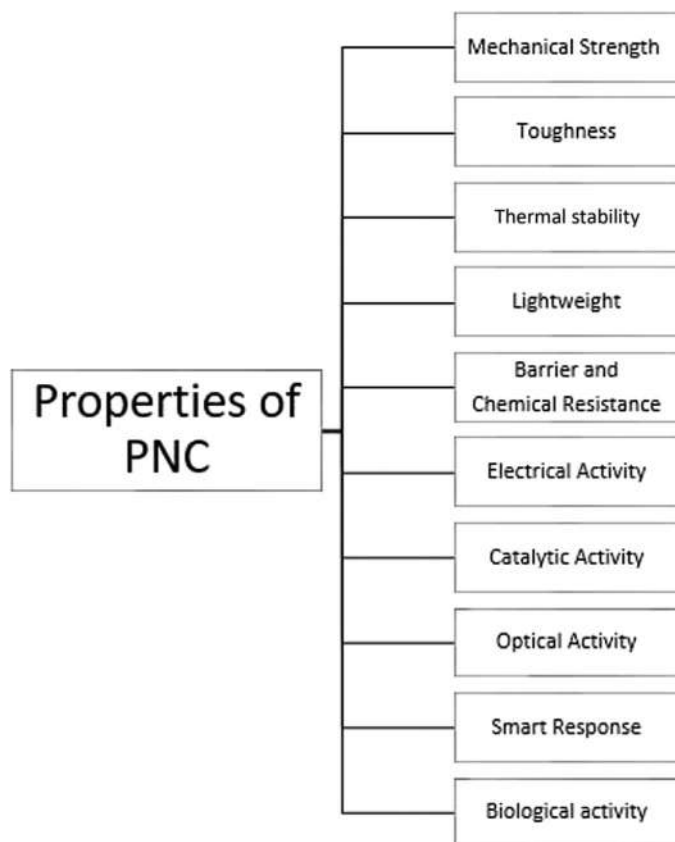 Mechanical Strength
Toughness
Thermal stability
Lightweight
Properties of
PNC
Barrier and
Chemical Resistance
Electrical Activity
Catalytic Activity
Optical Activity
Smart Response
Biological activity